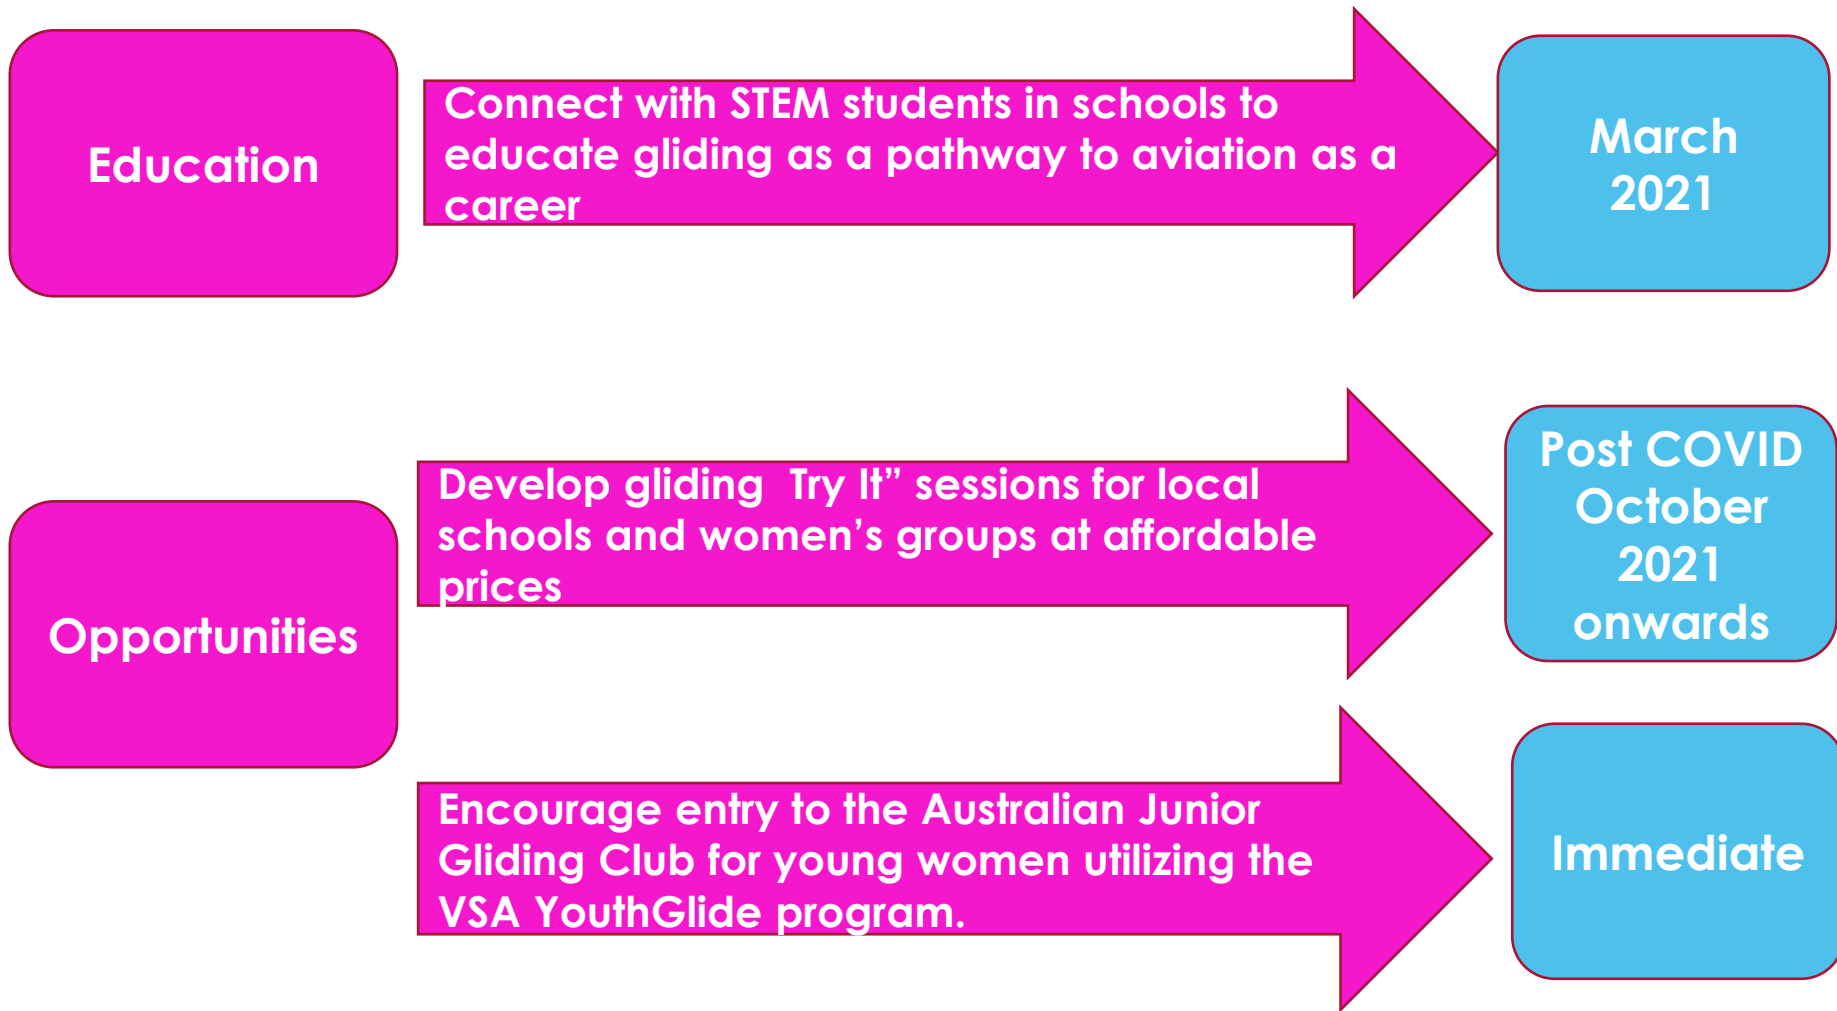 Education
Connect with STEM students in schools to
educate gliding as a pathway to aviation as a
career
March
2021
Opportunities
Develop gliding  Try It” sessions for local
schools and women’s groups at affordable
prices
Post COVID
October
2021
onwards
Encourage entry to the Australian Junior
Gliding Club for young women utilizing the
VSA YouthGlide program.
Immediate